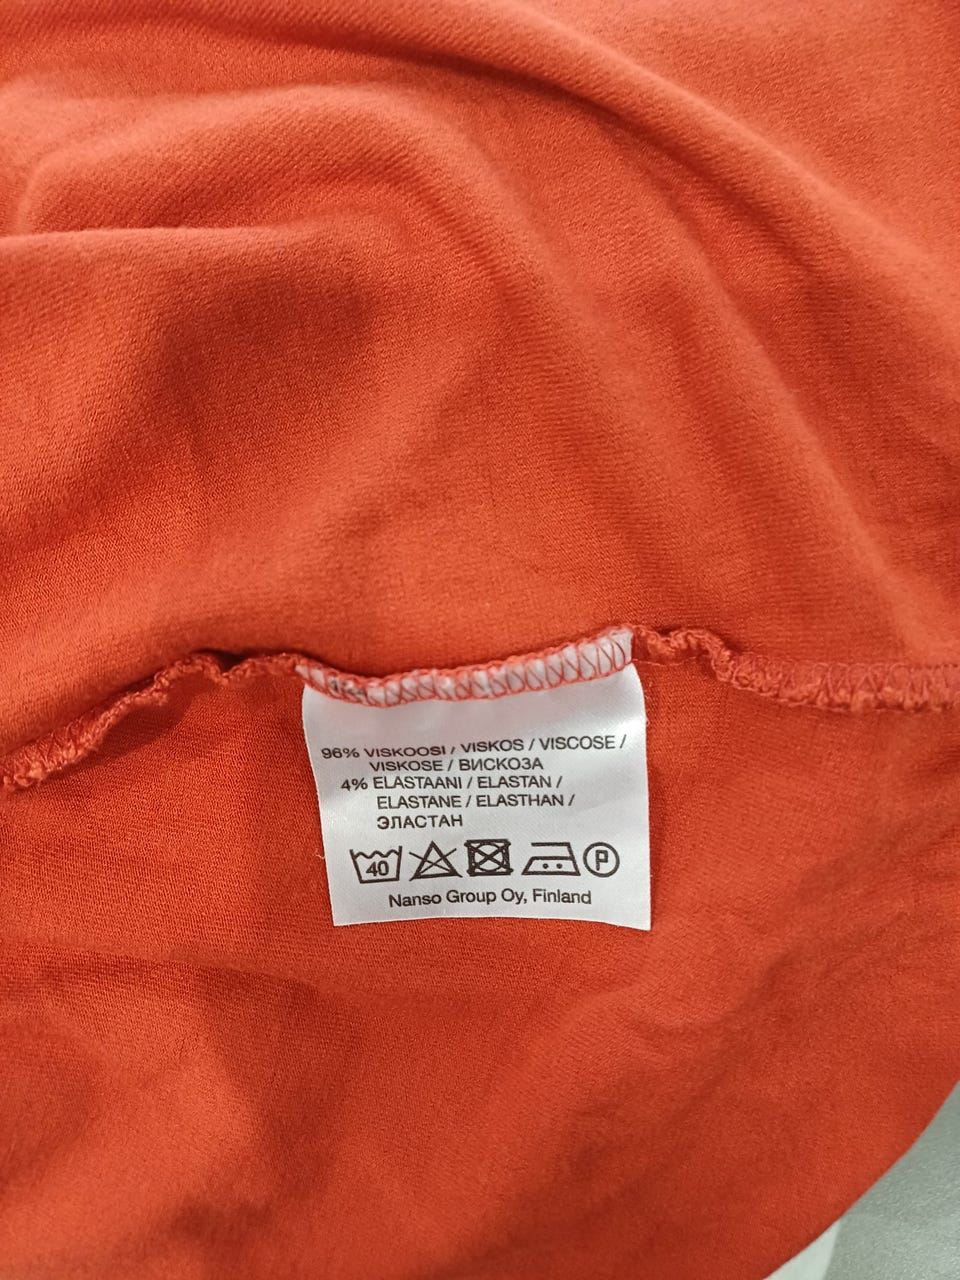 96% VISKOOSI / VISKOS / VISCOSE /
VISKOSE / ВИСКОЗА
4% ELASTAANI / ELASTAN /
ELASTANE / ELASTHAN /
ЭЛАСТАН
40 P
Nanso Group Oy, Finland